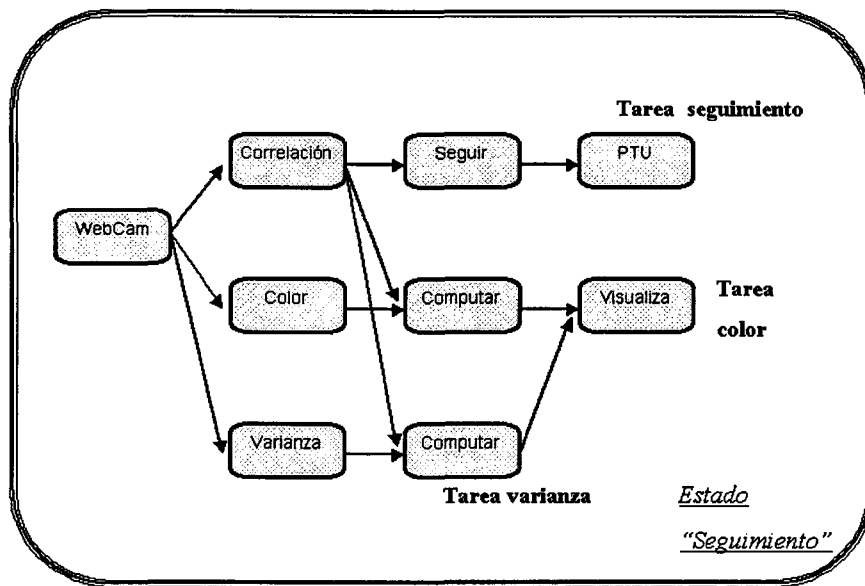 Tarea seguimiento
Correlación
Seguir
PTU
WebCam
Color
Computar
Visualiza
Tarea
color
Varianza
Computar
Tarea varianza
Estado
“Seguimiento”